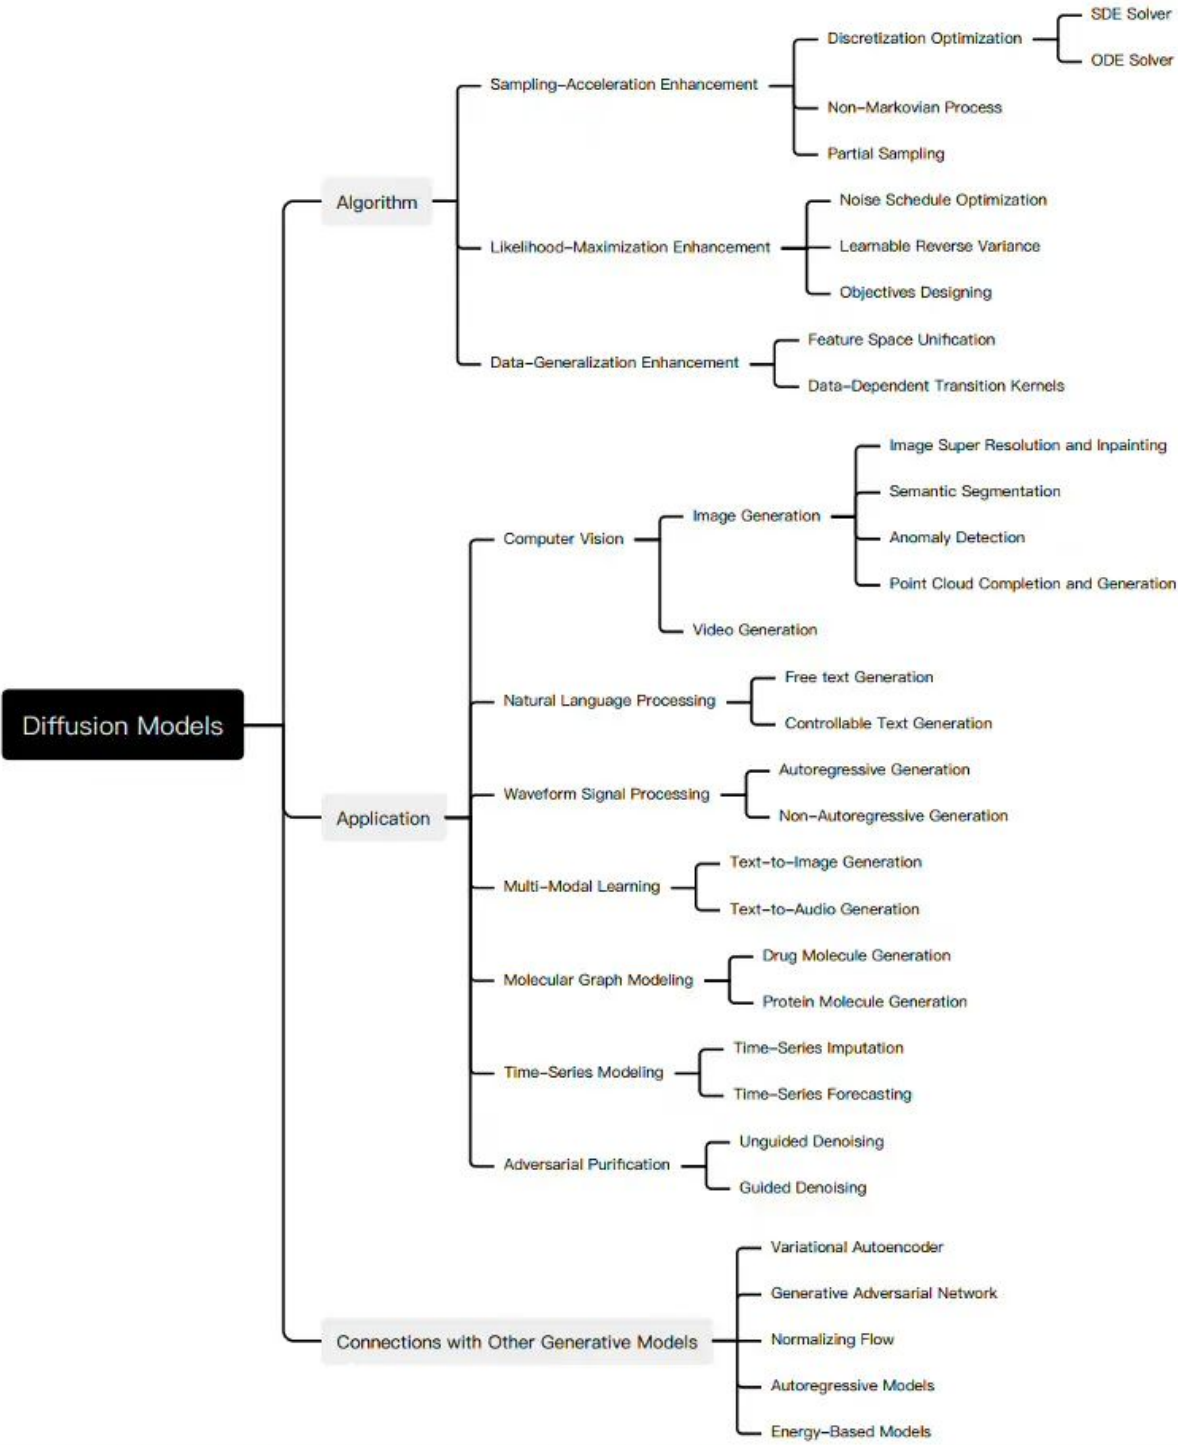 Diffusion Models
Algorithm
Sampling–Acceleration Enhancement
Discretization Optimization
SDE Solver
ODE Solver
Non–Markovian Process
Partial Sampling
Likelihood–Maximization Enhancement
Noise Schedule Optimization
Learnable Reverse Variance
Objectives Designing
Data–Generalization Enhancement
Feature Space Unification
Data–Dependent Transition Kernels
Application
Computer Vision
Image Generation
Image Super Resolution and Inpainting
Semantic Segmentation
Anomaly Detection
Point Cloud Completion and Generation
Video Generation
Natural Language Processing
Free text Generation
Controllable Text Generation
Waveform Signal Processing
Autoregressive Generation
Non–Autoregressive Generation
Multi–Modal Learning
Text–to–Image Generation
Text–to–Audio Generation
Molecular Graph Modeling
Drug Molecule Generation
Protein Molecule Generation
Time–Series Modeling
Time–Series Imputation
Time–Series Forecasting
Adversarial Purification
Unguided Denoising
Guided Denoising
Connections with Other Generative Models
Variational Autoencoder
Generative Adversarial Network
Normalizing Flow
Autoregressive Models
Energy–Based Models